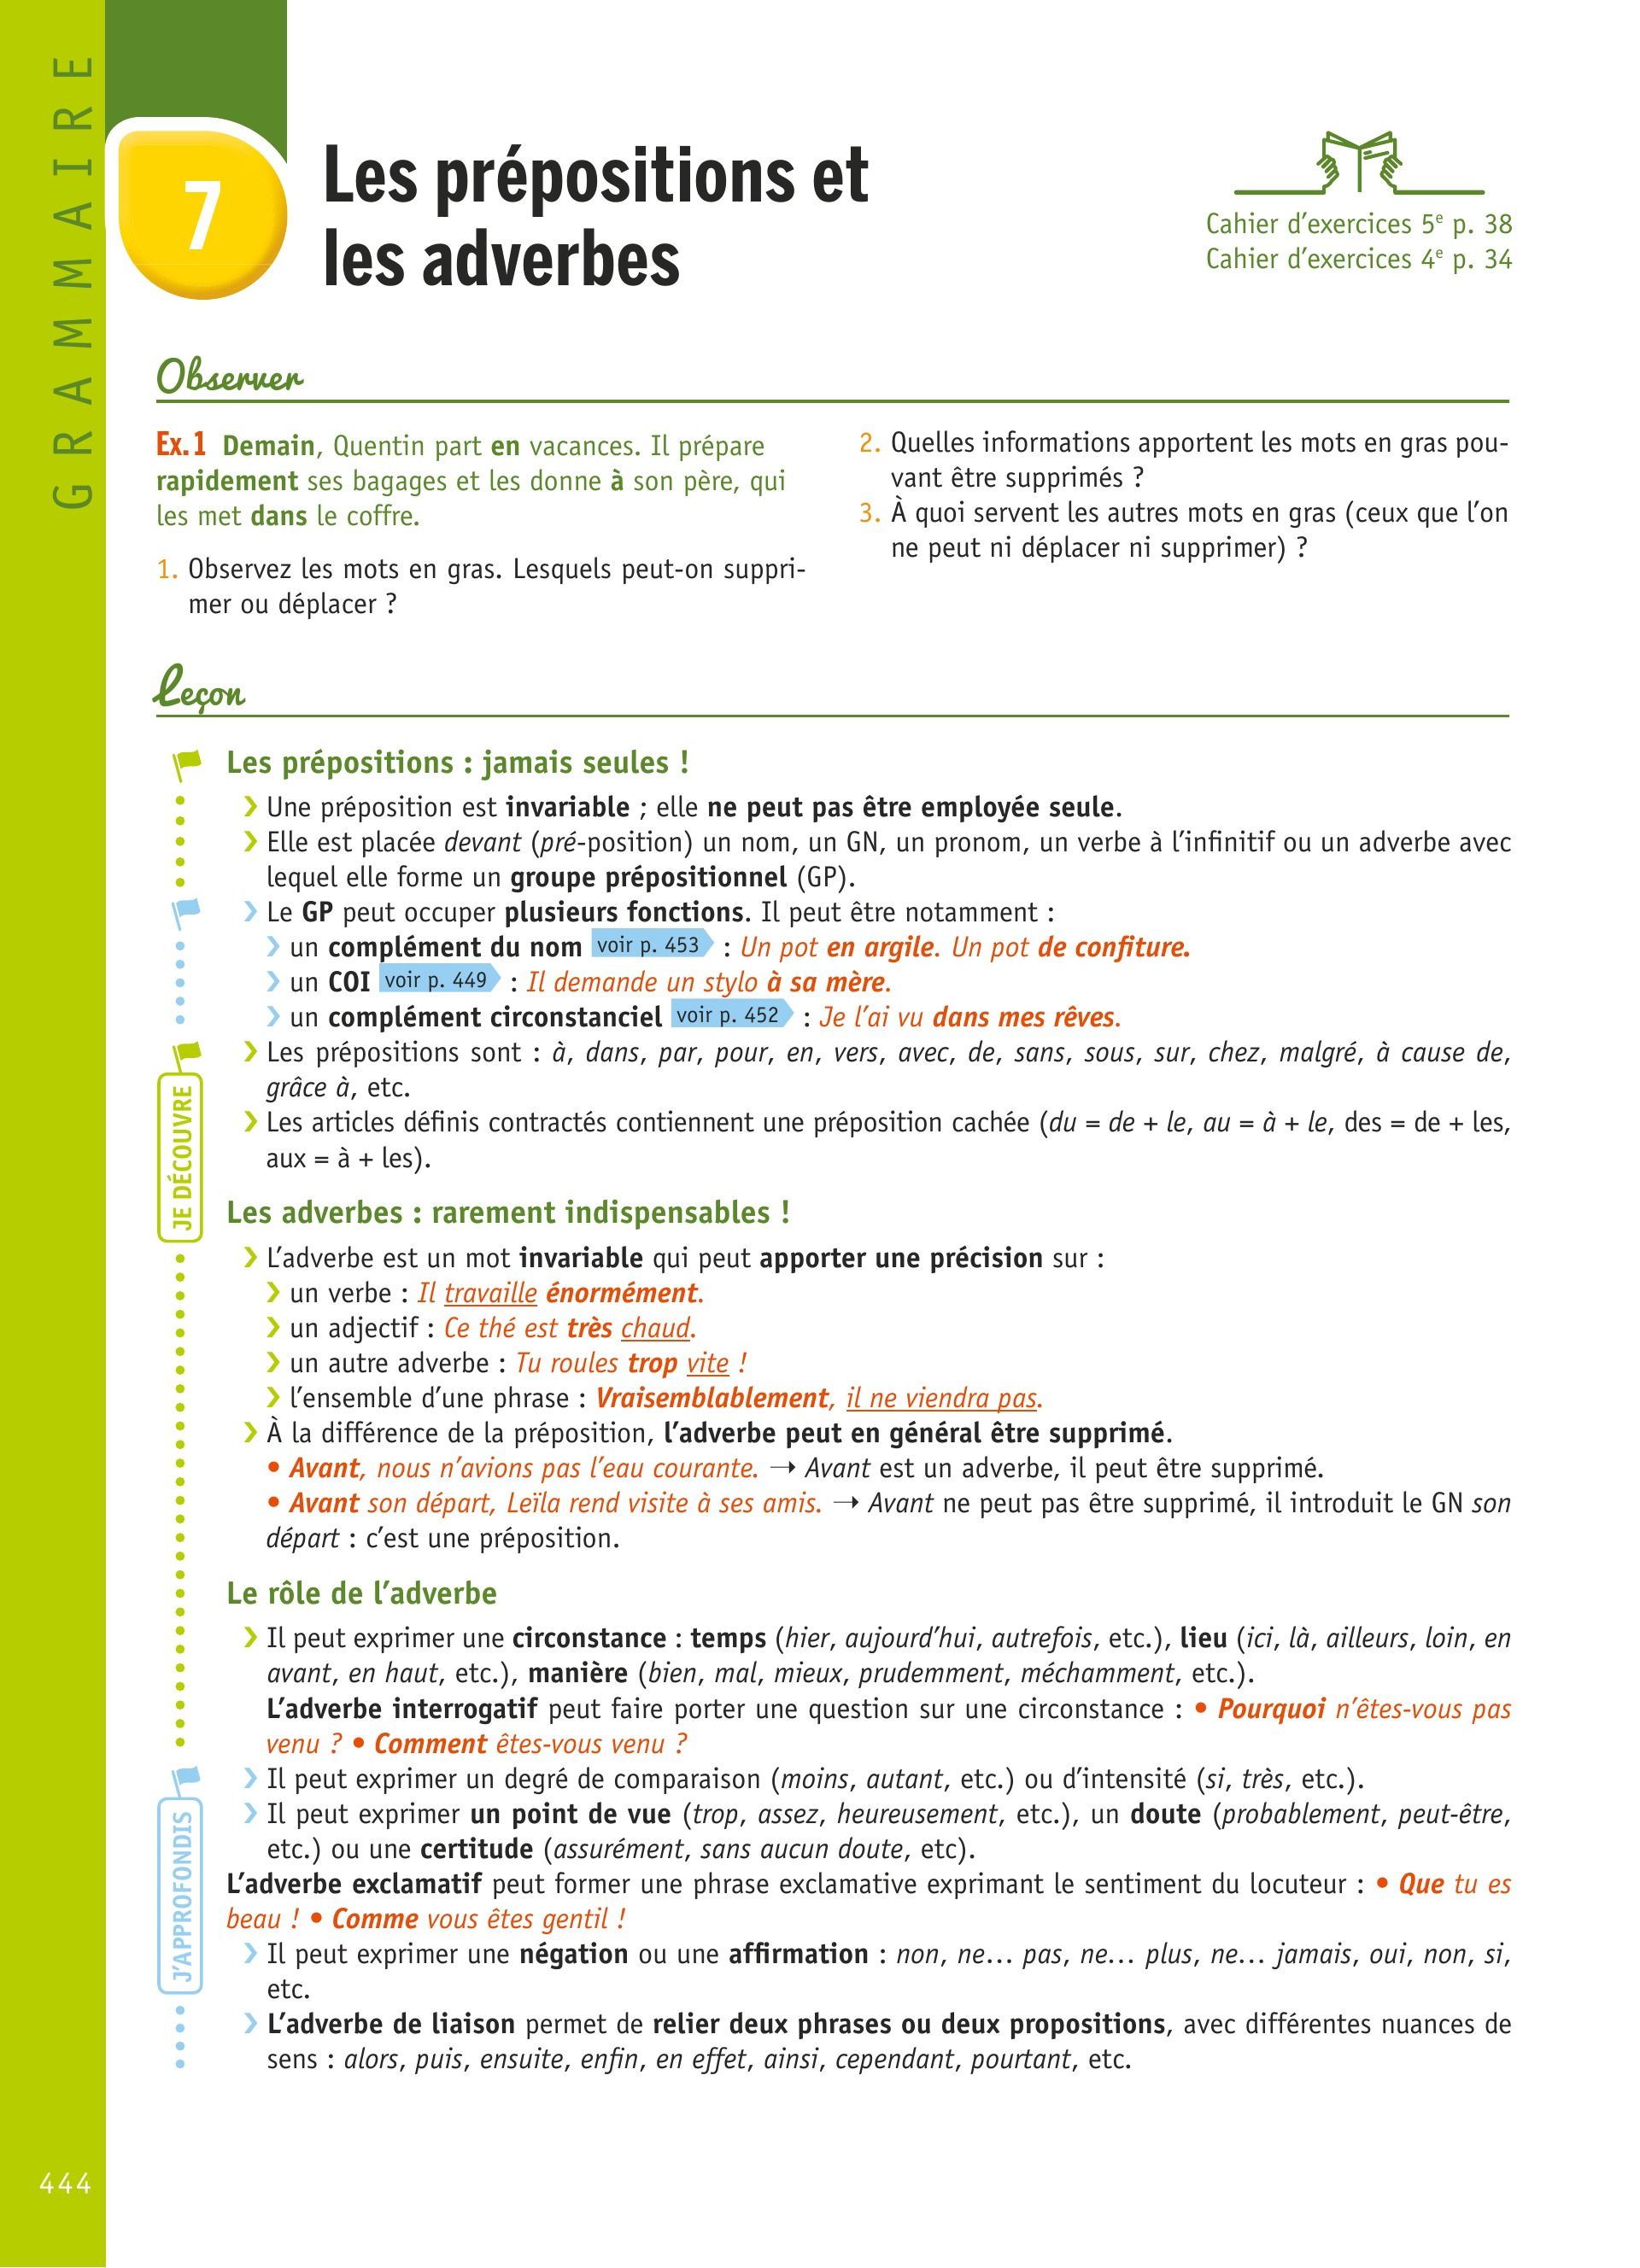 GRAMMAIRE
7
Les prépositions et
les adverbes
Cahier d’exercices 5e p. 38
Cahier d’exercices 4e p. 34
Observer
Ex.1 Demain, Quentin part en vacances. Il prépare
rapidement ses bagages et les donne à son père, qui
les met dans le coffre.
1. Observez les mots en gras. Lesquels peut-on suppri-
mer ou déplacer ?
2. Quelles informations apportent les mots en gras pou-
vant être supprimés ?
3. À quoi servent les autres mots en gras (ceux que l’on
ne peut ni déplacer ni supprimer) ?
Leçon
Les prépositions : jamais seules !
› Une préposition est invariable ; elle ne peut pas être employée seule.
› Elle est placée devant (pré-position) un nom, un GN, un pronom, un verbe à l’infinitif ou un adverbe avec
lequel elle forme un groupe prépositionnel (GP).
› Le GP peut occuper plusieurs fonctions. Il peut être notamment :
› un complément du nom voir p. 453 : Un pot en argile. Un pot de confiture.
› un COI voir p. 449 : Il demande un stylo à sa mère.
› un complément circonstanciel voir p. 452 : Je l’ai vu dans mes rêves.
› Les prépositions sont : à, dans, par, pour, en, vers, avec, de, sans, sous, sur, chez, malgré, à cause de,
grâce à, etc.
› Les articles définis contractés contiennent une préposition cachée (du = de + le, au = à + le, des = de + les,
aux = à + les).
JE DÉCOUVRE
Les adverbes : rarement indispensables !
› L’adverbe est un mot invariable qui peut apporter une précision sur :
› un verbe : Il travaille énormément.
› un adjectif : Ce thé est très chaud.
› un autre adverbe : Tu roules trop vite !
› l’ensemble d’une phrase : Vraisemblablement, il ne viendra pas.
› À la différence de la préposition, l’adverbe peut en général être supprimé.
• Avant, nous n’avions pas l’eau courante. → Avant est un adverbe, il peut être supprimé.
• Avant son départ, Leïla rend visite à ses amis. → Avant ne peut pas être supprimé, il introduit le GN son
départ : c’est une préposition.
Le rôle de l’adverbe
› Il peut exprimer une circonstance : temps (hier, aujourd’hui, autrefois, etc.), lieu (ici, là, ailleurs, loin, en
avant, en haut, etc.), manière (bien, mal, mieux, prudemment, méchamment, etc.).
L’adverbe interrogatif peut faire porter une question sur une circonstance : • Pourquoi n’êtes-vous pas
venu ? • Comment êtes-vous venu ?
› Il peut exprimer un degré de comparaison (moins, autant, etc.) ou d’intensité (si, très, etc.).
› Il peut exprimer un point de vue (trop, assez, heureusement, etc.), un doute (probablement, peut-être,
etc.) ou une certitude (assurément, sans aucun doute, etc).
L’adverbe exclamatif peut former une phrase exclamative exprimant le sentiment du locuteur : • Que tu es
beau ! • Comme vous êtes gentil !
› Il peut exprimer une négation ou une affirmation : non, ne... pas, ne... plus, ne... jamais, oui, non, si,
etc.
› L’adverbe de liaison permet de relier deux phrases ou deux propositions, avec différentes nuances de
sens : alors, puis, ensuite, enfin, en effet, ainsi, cependant, pourtant, etc.
J’APPROFONDIS
444